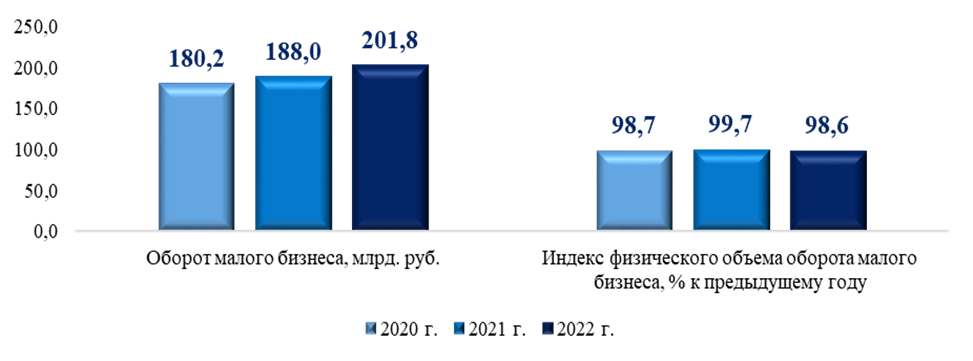 250,0
200,0
150,0
100,0
50,0
0,0
180,2
188,0
201,8
98,7
99,7
98,6
Оборот малого бизнеса, млрд. руб.
Индекс физического объема оборота малого
бизнеса, % к предыдущему году
2020 г.
2021 г.
2022 г.